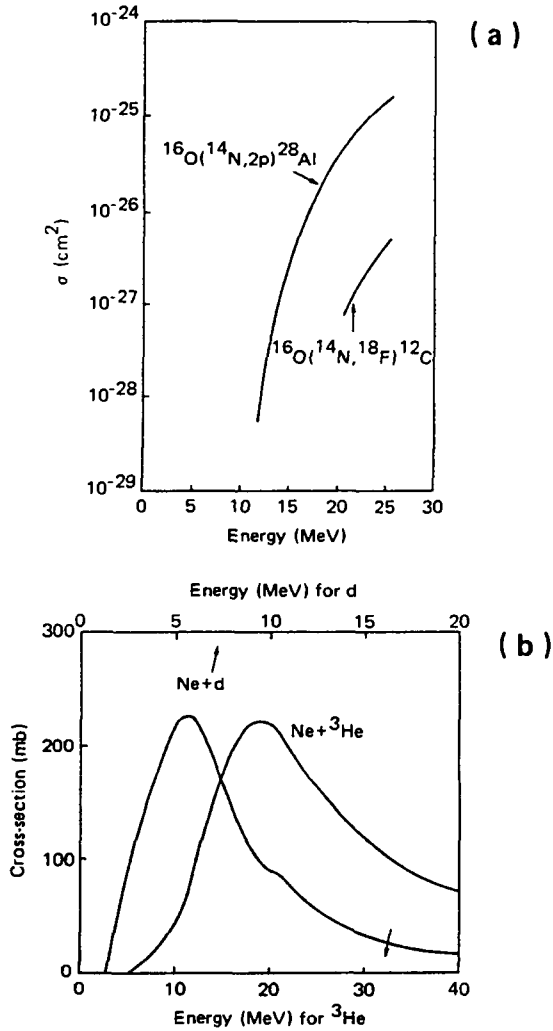 (a)
10⁻²⁴
10⁻²⁵
10⁻²⁶
10⁻²⁷
10⁻²⁸
10⁻²⁹
σ (cm²)
¹⁶O(¹⁴N,2p)²⁸Al
¹⁶O(¹⁴N,¹⁸F)¹²C
0 5 10 15 20 25 30
Energy (MeV)
Energy (MeV) for d
0 5 10 15 20
(b)
300
200
100
0
Cross-section (mb)
Ne+d
Ne+³He
0 10 20 30 40
Energy (MeV) for ³He